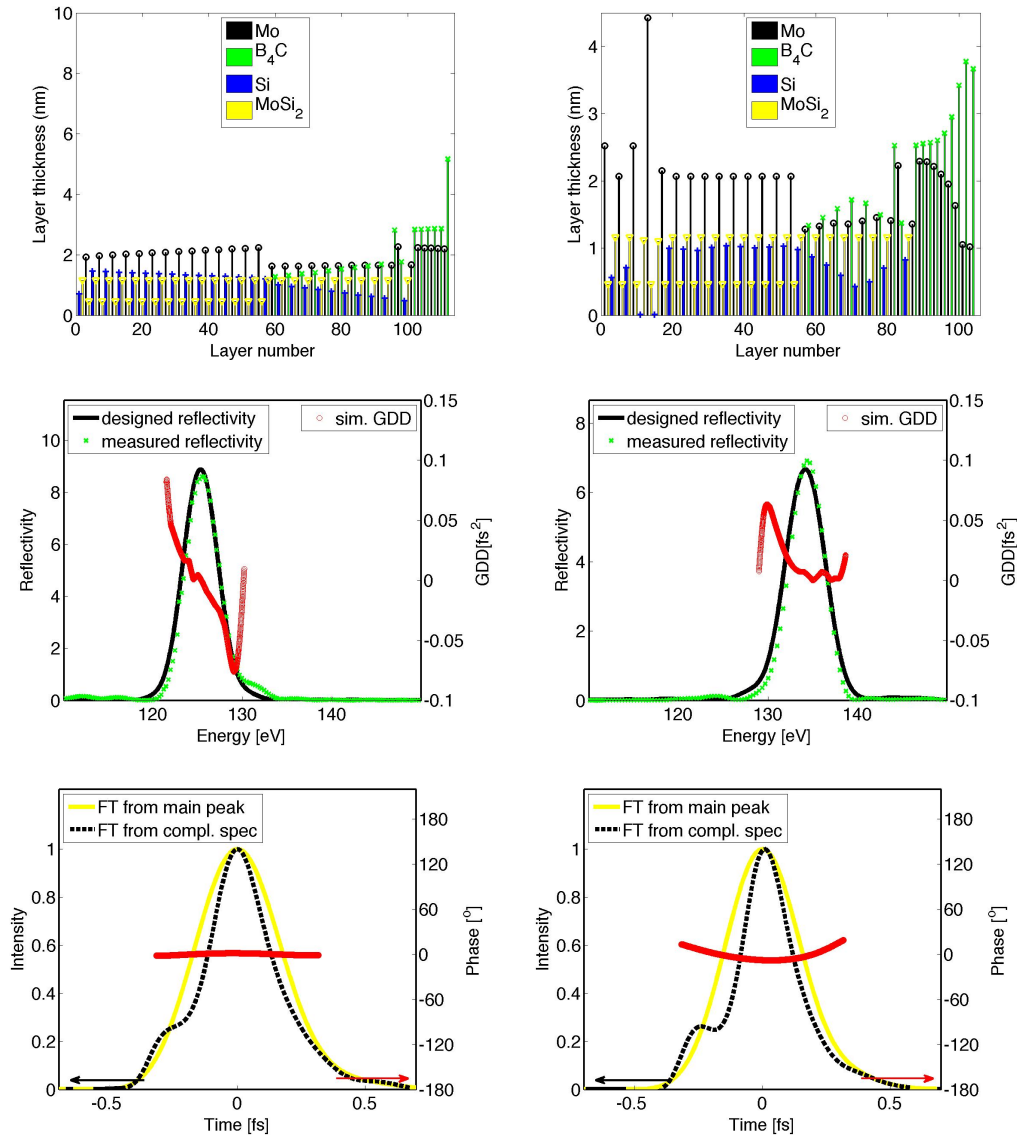 10
8
6
4
2
0
Layer thickness (nm)
Mo
B4C
Si
MoSi2
0 20 40 60 80 100
Layer number
4
3
2
1
0
Layer thickness (nm)
Mo
B4C
Si
MoSi2
0 20 40 60 80 100
Layer number
designed reflectivity
measured reflectivity
sim. GDD
10
8
6
4
2
0
Reflectivity
0.15
0.1
0.05
0
-0.05
-0.1
GDD[fs2]
120 130 140
Energy [eV]
designed reflectivity
measured reflectivity
sim. GDD
8
6
4
2
0
Reflectivity
0.15
0.1
0.05
0
-0.05
-0.1
GDD[fs2]
120 130 140
Energy [eV]
FT from main peak
FT from compl. spec
1
0.8
0.6
0.4
0.2
0
Intensity
180
120
60
0
-60
-120
-180
Phase [o]
-0.5 0 0.5
Time [fs]
FT from main peak
FT from compl. spec
1
0.8
0.6
0.4
0.2
0
Intensity
180
120
60
0
-60
-120
-180
Phase [o]
-0.5 0 0.5
Time [fs]